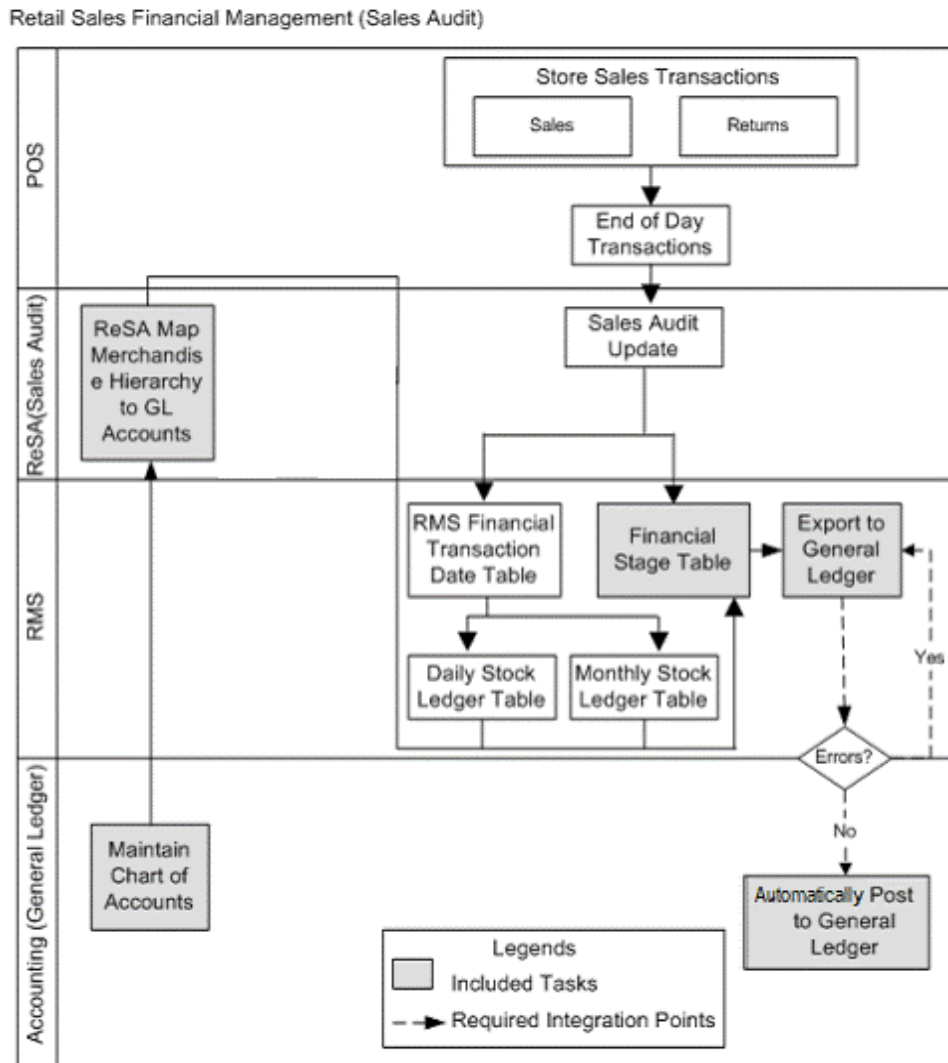 Retail Sales Financial Management (Sales Audit)
POS
Store Sales Transactions
Sales
Returns
End of Day
Transactions
ReSA(Sales Audit)
ReSA Map
Merchandis
e Hierarchy
to GL
Accounts
Sales Audit
Update
RMS
RMS Financial
Transaction
Date Table
Financial
Stage Table
Export to
General
Ledger
Daily Stock
Ledger Table
Monthly Stock
Ledger Table
Yes
Errors?
No
Accounting (General Ledger)
Maintain
Chart of
Accounts
Automatically Post
to General
Ledger
Legends
Included Tasks
Required Integration Points